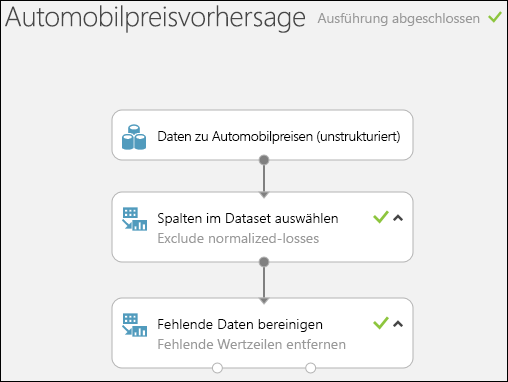 Automobilpreisvorhersage Ausführung abgeschlossen
Daten zu Automobilpreisen (unstrukturiert)
Spalten im Dataset auswählen
Exclude normalized-losses
Fehlende Daten bereinigen
Fehlende Wertzeilen entfernen